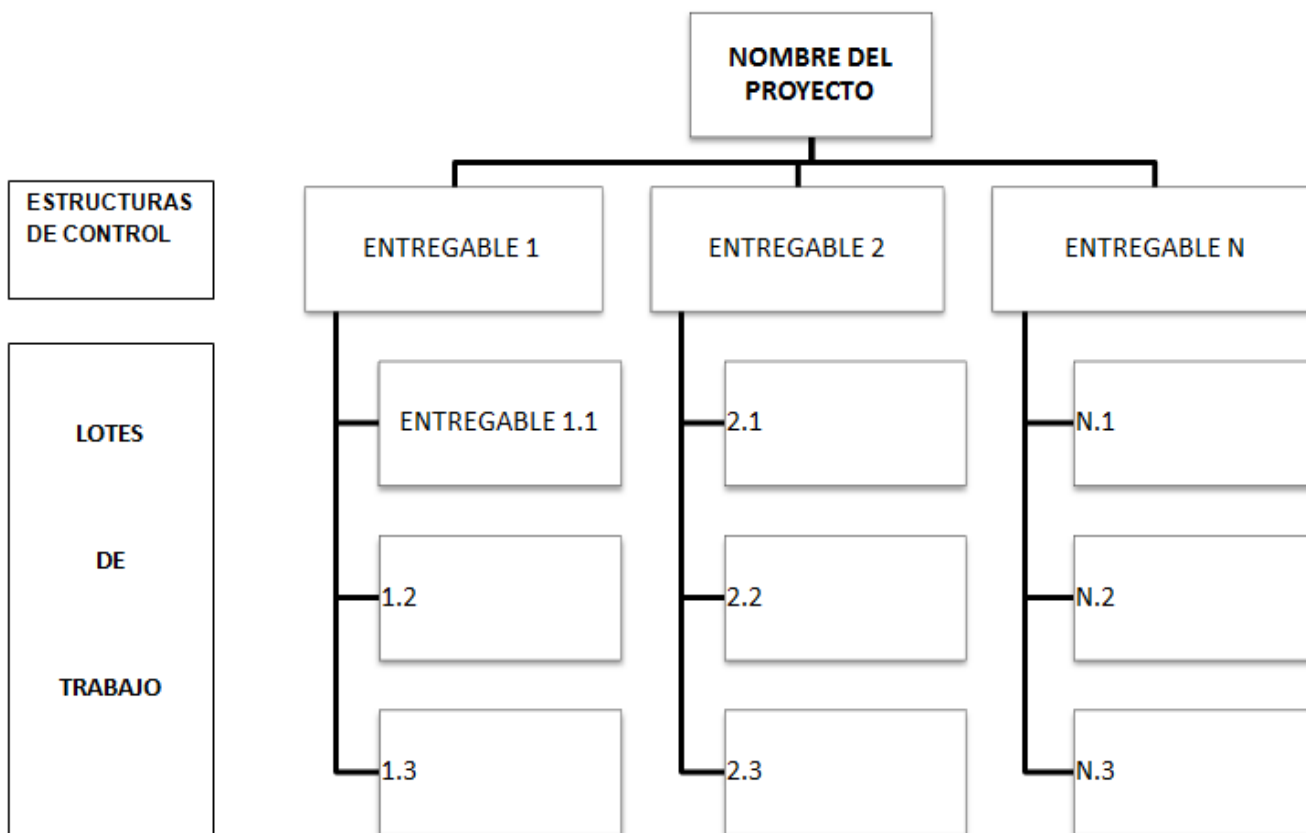 NOMBRE DEL
PROYECTO
ESTRUCTURAS
DE CONTROL
ENTREGABLE 1
ENTREGABLE 2
ENTREGABLE N
LOTES
DE
TRABAJO
ENTREGABLE 1.1
2.1
N.1
1.2
2.2
N.2
1.3
2.3
N.3